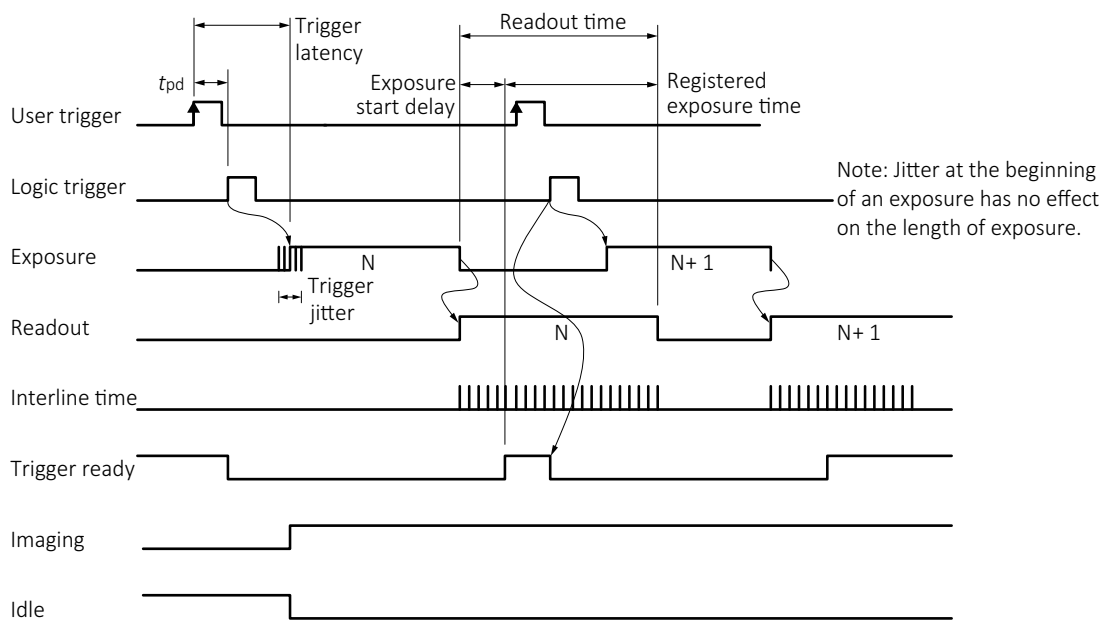 Trigger
latency
Readout time
tpd
Exposure
start delay
Registered
exposure time
User trigger
Logic trigger
Note: Jitter at the beginning
of an exposure has no effect
on the length of exposure.
Exposure
N
N+ 1
Trigger
jitter
Readout
N
N+ 1
Interline time
Trigger ready
Imaging
Idle